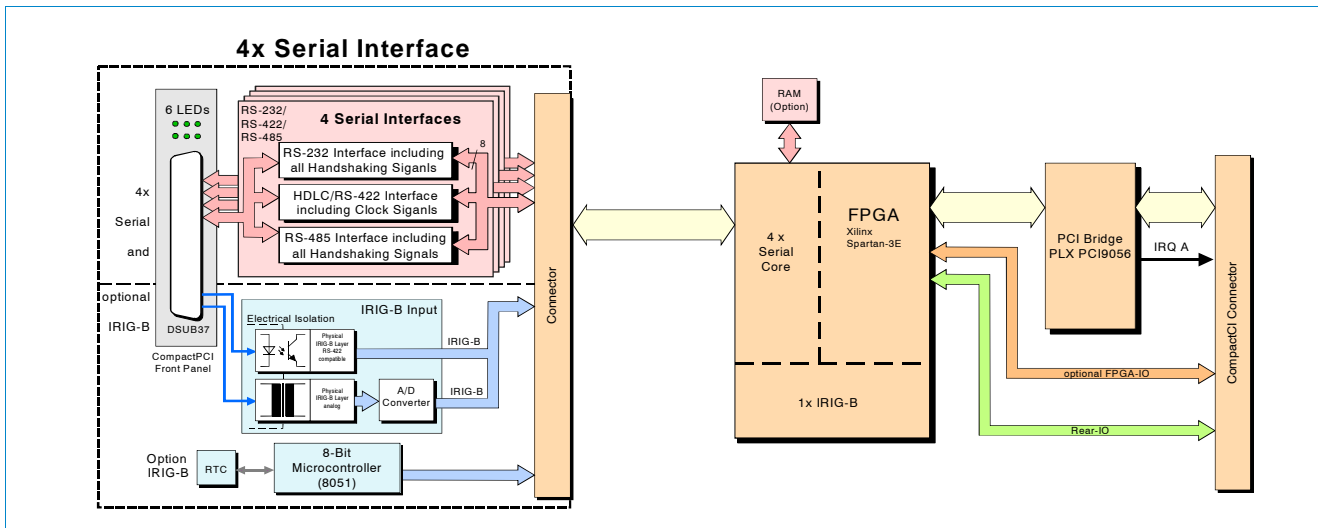 4x Serial Interface
6 LEDs
RS-232/
RS-422/
RS-485
4 Serial Interfaces
8
RS-232 Interface including
all Handshaking Siganls
HDLC/RS-422 Interface
including Clock Siganls
RS-485 Interface including
all Handshaking Signals
4x
Serial
and
optional
IRIG-B
DSUB37
CompactPCI
Front Panel
IRIG-B Input
Electrical Isolation
Physical
IRIG-B Layer
RS-422
compatible
IRIG-B
Physical
IRIG-B Layer
analog
A/D
Converter
IRIG-B
Option
IRIG-B
RTC
8-Bit
Microcontroller
(8051)
Connector
RAM
(Option)
4 x
Serial
Core
FPGA
Xilinx
Spartan-3E
1x IRIG-B
PCI Bridge
PLX PCI9056
IRQ A
optional FPGA-IO
Rear-IO
CompactCI Connector